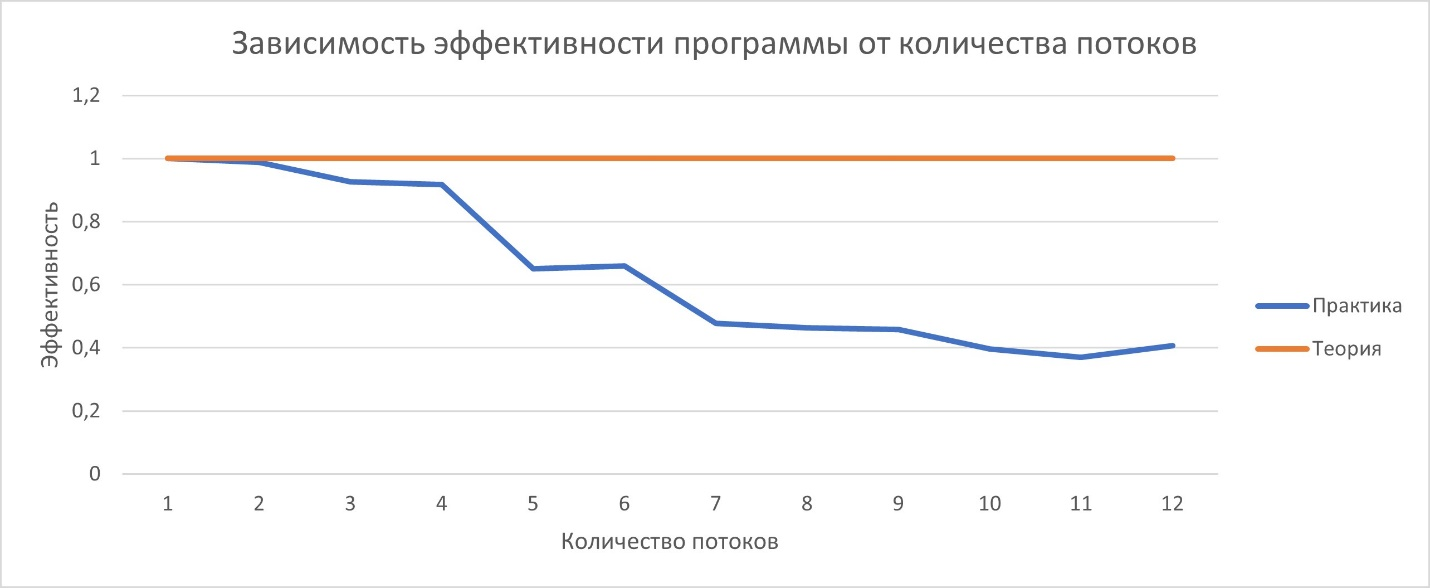 Зависимость эффективности программы от количества потоков
1,2
1
0,8
0,6
0,4
0,2
0
Эффективность
1 2 3 4 5 6 7 8 9 10 11 12
Количество потоков
Практика
Теория